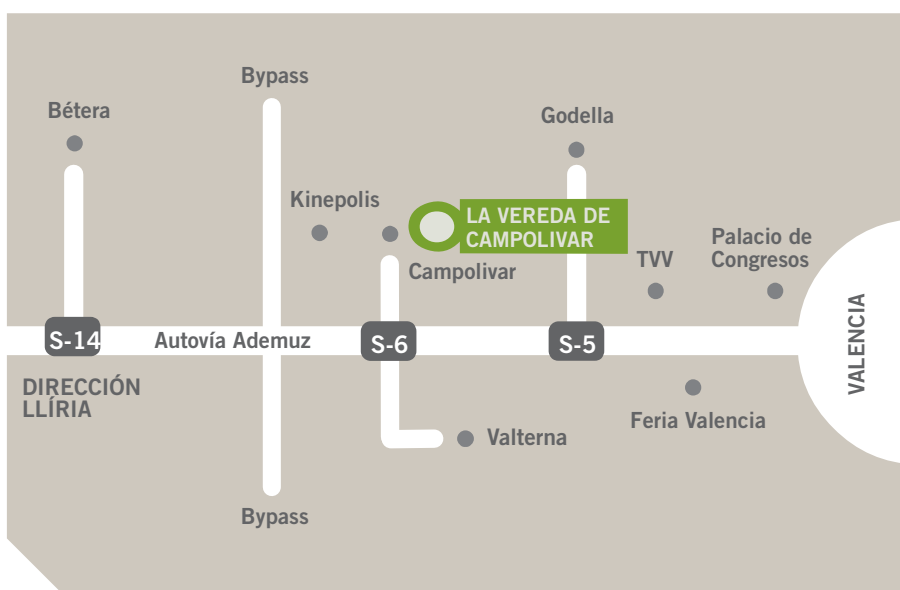 Bypass
Bétera
Godella
Kinepolis
LA VEREDA DE
CAMPOLIVAR
Palacio de
Congresos
TVV
Campolivar
S-14
Autovía Ademuz
S-6
S-5
VALENCIA
DIRECCIÓN
LLÍRIA
Feria Valencia
Valterna
Bypass